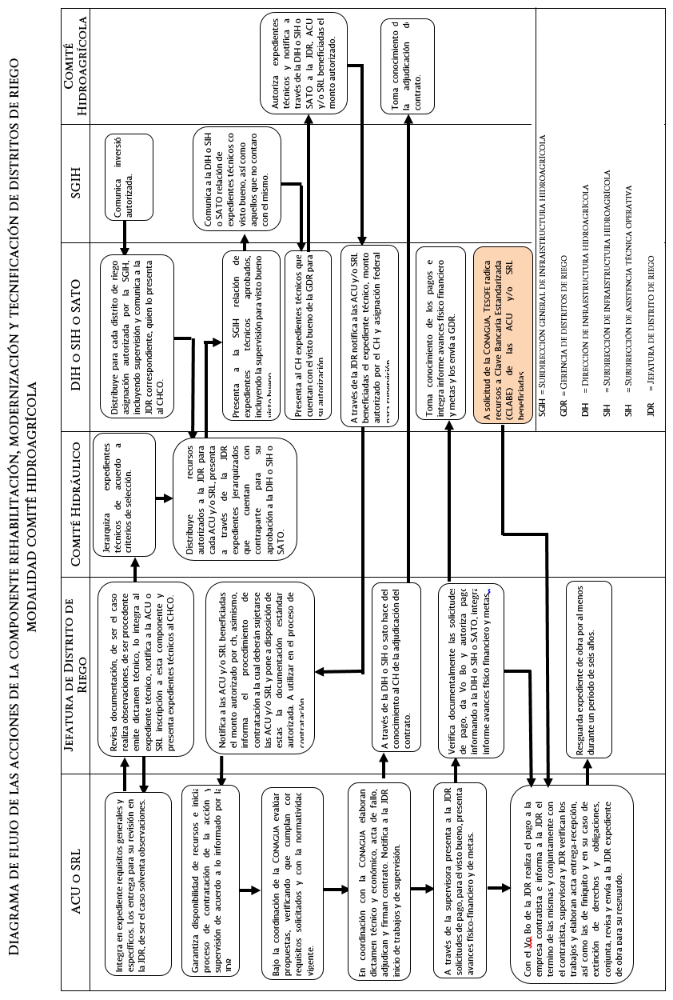 DIAGRAMA DE FLUJO DE LAS ACCIONES DE LA COMPONENTE REHABILITACIÓN, MODERNIZACIÓN Y TECNIFICACIÓN DE DISTRITOS DE RIEGO
MODALIDAD COMITÉ HIDROAGRÍCOLA
ACU O SRL
JEFATURA DE DISTRITO DE
RIEGO
COMITÉ HIDRÁULICO
DIH O SIH O SATO
SGIH
COMITÉ
HIDROAGRÍCOLA
Integra en expediente requisitos generales y
específicos. Los entrega para su revisión en
la JDR, de ser el caso solventa observaciones.
Garantiza disponibilidad de recursos e inicia
proceso de contratación de la acción y
supervisión de acuerdo a lo informado por la
JDR
Bajo la coordinación de la CONAGUA evalúar
propuestas, verificando que cumplan cor
requisitos solicitados y con la normatividac
vigente.
En coordinación con la CONAGUA elaboran
dictamen técnico y económico, acta de fallo,
adjudican y firman contrato. Notifica a la JDR
inicio de trabajos y de supervisión.
A través de la supervisora presenta a la JDR
solicitudes de pago, para el visto bueno, presenta
avances físico-financiero y de metas.
Con el Vo Bo de la JDR realiza el pago a la
empresa contratista e informa a la JDR el
termino de las mismas y conjuntamente con
el contratista, supervisora y JDR verifican los
trabajos y elaboran acta entrega-recepción,
así como las de finiquito y en su caso de
extinción de derechos y obligaciones,
conjunta, revisa y envía a la JDR expediente
de obra para su resguardo.
Revisa documentación, de ser el caso
realiza observaciones, de ser procedente
emite dictamen técnico, lo integra al
expediente técnico, notifica a la ACU o
SRL inscripción a esta componente y
presenta expedientes técnicos al CHCO.
Notifica a las ACU y/o SRL beneficiadas
el monto autorizado por ch, asimismo,
informa el procedimiento de
contratación a la cual deberán sujetarse
las ACU y/o SRL y pone a disposición de
estas la documentación estándar
autorizada. A utilizar en el proceso de
contratación
A través de la DIH o SIH o sato hace del
conocimiento al CH de la adjudicación del
contrato.
Verifica documentalmente las solicitude:
de pago, da Vo Bo y autoriza pagc
informando a la DIH o SIH o SATO, integra
informe avances físico financiero y metas.
Resguarda expediente de obra por al menos
durante un periodo de seis años.
Jerarquiza expedientes
técnicos de acuerdo a
criterios de selección.
Distribuye recursos
autorizados a la JDR para
cada ACU y/o SRL, presenta
a través de la JDR
expedientes jerarquizados
que cuentan con
contraparte para su
aprobación a la DIH o SIH o
SATO.
Distribuye para cada distrito de riego
asignación autorizada por la SGIH,
incluyendo supervisión y comunica a la
JDR correspondente, quien lo presenta
al CHCO.
Presenta a la SGIH relación de
expedientes técnicos aprobados,
incluyendo la supervisión para visto bueno
visto bueno
Presenta al CH expedientes técnicos que
cuentan con el visto bueno de la GDR para
su autorización
A través de la JDR notifica a las ACU y/o SRL
beneficiadas el expediente técnico, monto
autorizado por el CH y asignación federal
para supervisión
Toma conocimiento de los pagos e
integra informe avances físico financiero
y metas y los envía a GDR.
A solicitud de la CONAGUA, TESOFE radica
recursos a Clave Bancaria Estandarizada
(CLABE) de las ACU y/o SRL
beneficiadas
Comunica inversió
autorizada.
Comunica a la DIH o SIH
o SATO relación de
expedientes técnicos co
visto bueno, así como
aquellos que no contaro
con el mismo.
Autoriza expedientes
técnicos y notifica a
través de la DIH o SIH o
SATO a la JDR, ACU
y/o SRL beneficiadas el
monto autorizado.
Toma conocimiento d
la adjudicación d
contrato.
SGIH = SUBDIRECCIÓN GENERAL DE INFRAESTRUCTURA HIDROAGRÍCOLA
GDR = GERENCIA DE DISTRITOS DE RIEGO
DIH = DIRECCIÓN DE INFRAESTRUCTURA HIDROAGRÍCOLA
SIH = SUBDIRECCIÓN DE INFRAESTRUCTURA HIDROAGRÍCOLA
SIH = SUBDIRECCIÓN DE ASISTENCIA TÉCNICA OPERATIVA
JDR = JEFATURA DE DISTRITO DE RIEGO